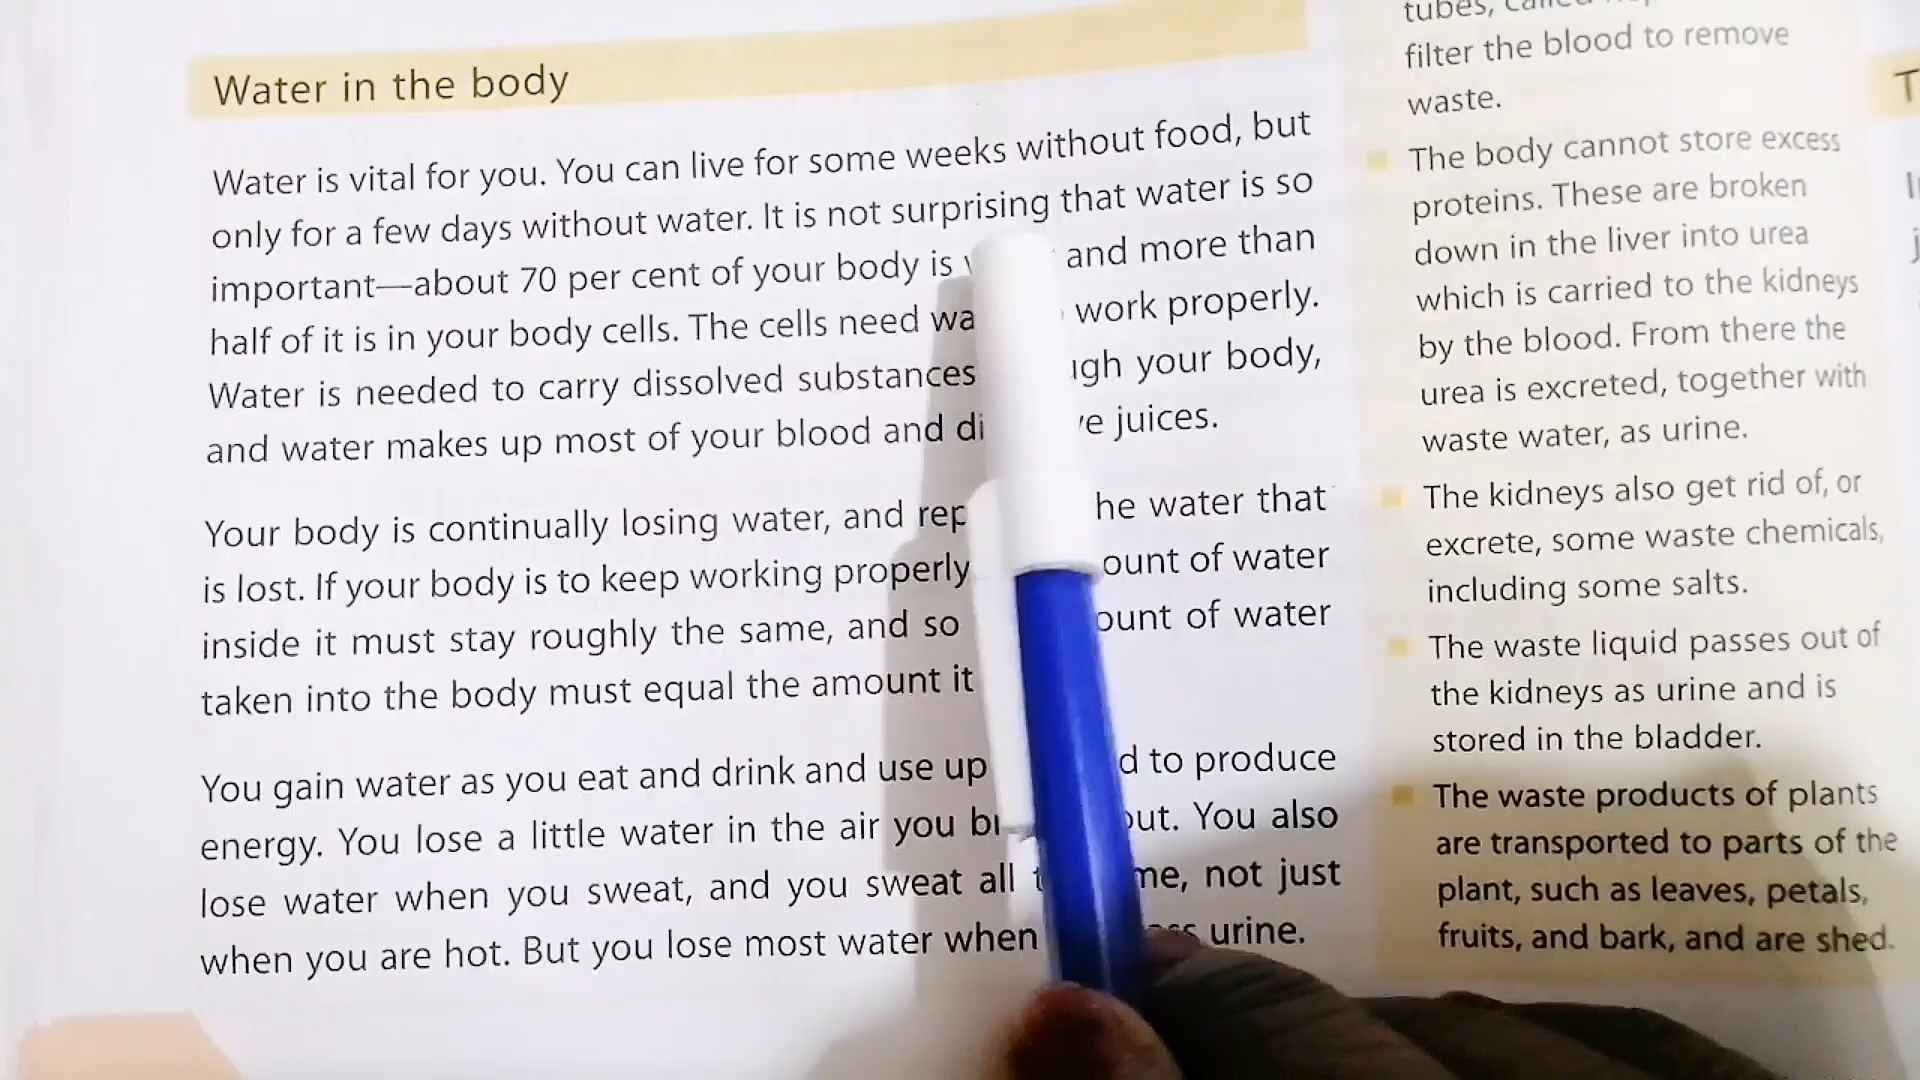 Water in the body
Water is vital for you. You can live for some weeks without food, but
only for a few days without water. It is not surprising that water is so
important—about 70 per cent of your body is and more than
half of it is in your body cells. The cells need work properly.
Water is needed to carry dissolved substances your body,
and water makes up most of your blood and juices.
Your body is continually losing water, and water that
is lost. If your body is to keep working properly of water
inside it must stay roughly the same, and so of water
taken into the body must equal the amount it
You gain water as you eat and drink and use up to produce
energy. You lose a little water in the air you out. You also
lose water when you sweat, and you sweat all not just
when you are hot. But you lose most water when urine.
tubes, called
filter the blood to remove
waste.
The body cannot store excess
proteins. These are broken
down in the liver into urea
which is carried to the kidneys
by the blood. From there the
urea is excreted, together with
waste water, as urine.
The kidneys also get rid of, or
excrete, some waste chemicals,
including some salts.
The waste liquid passes out of
the kidneys as urine and is
stored in the bladder.
The waste products of plants
are transported to parts of the
plant, such as leaves, petals,
fruits, and bark, and are shed.